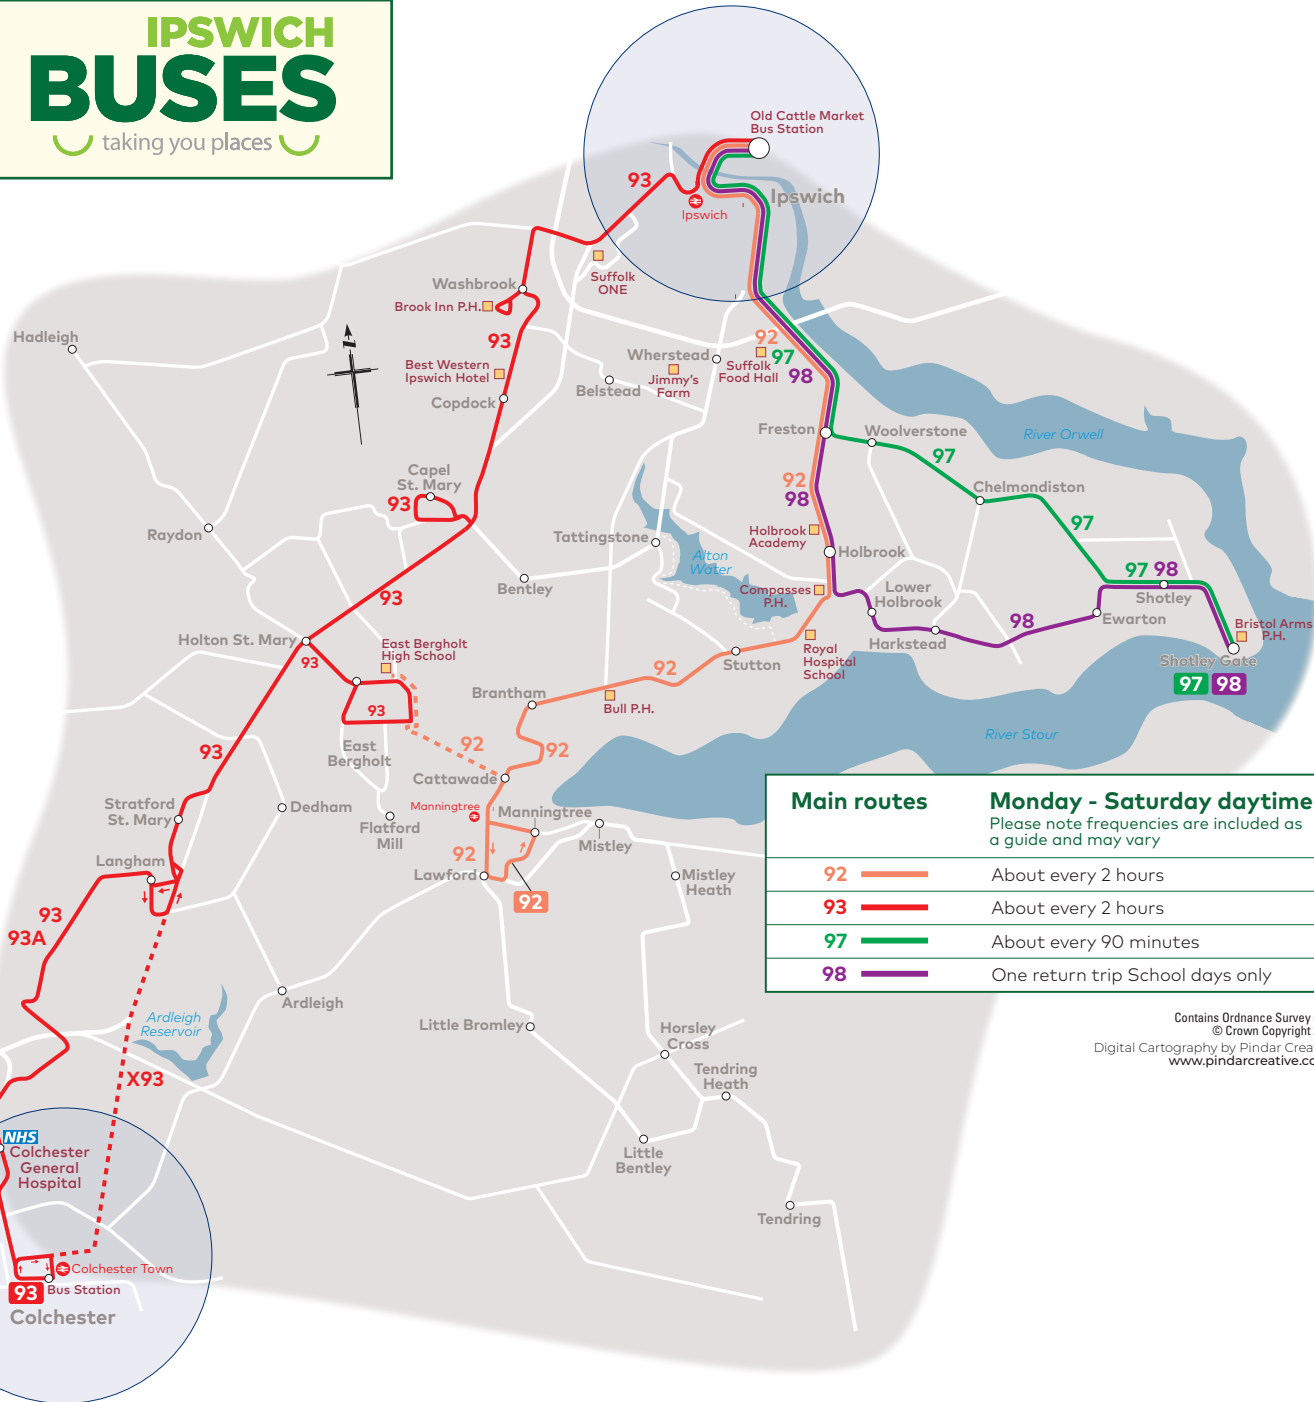 IPSWICH
BUSES
taking you places
Old Cattle Market
Bus Station
93
Ipswich
Ipswich
Suffolk
ONE
Washbrook
Brook Inn P.H.
93
Hadleigh
Best Western
Ipswich Hotel
Copdock
N
Wherstead
Jimmy's
Farm
Belstead
92
97
98
Suffolk
Food Hall
Freston
Woolverstone
River Orwell
97
Chelmondiston
Capel
St. Mary
93
92
98
97
Raydon
Tattingstone
Holbrook
Academy
Holbrook
Alton
Water
Bentley
Compasses
P.H.
Lower
Holbrook
97 98
Shotley
93
98
Ewarton
Bristol Arms
P.H.
Holton St. Mary
93
East Bergholt
High School
Harkstead
Royal
Hospital
School
Stutton
Shotley Gate
97 98
92
Brantham
Bull P.H.
93
East
Bergholt
92
92
River Stour
93
Cattawade
Stratford
St. Mary
Dedham
Manningtree
Manningtree
Flatford
Mill
Mistley
Langham
92
Lawford
92
Mistley
Heath
93
93A
Main routes
Monday - Saturday daytime
Please note frequencies are included as
a guide and may vary
92 About every 2 hours
93 About every 2 hours
97 About every 90 minutes
98 One return trip School days only
Ardleigh
Ardleigh
Reservoir
Little Bromley
Horsley
Cross
Contains Ordnance Survey
© Crown Copyright
Digital Cartography by Pindar Crea
www.pindarcreative.co
X93
Tendring
Heath
NHS
Colchester
General
Hospital
Little
Bentley
Tendring
Colchester Town
93 Bus Station
Colchester